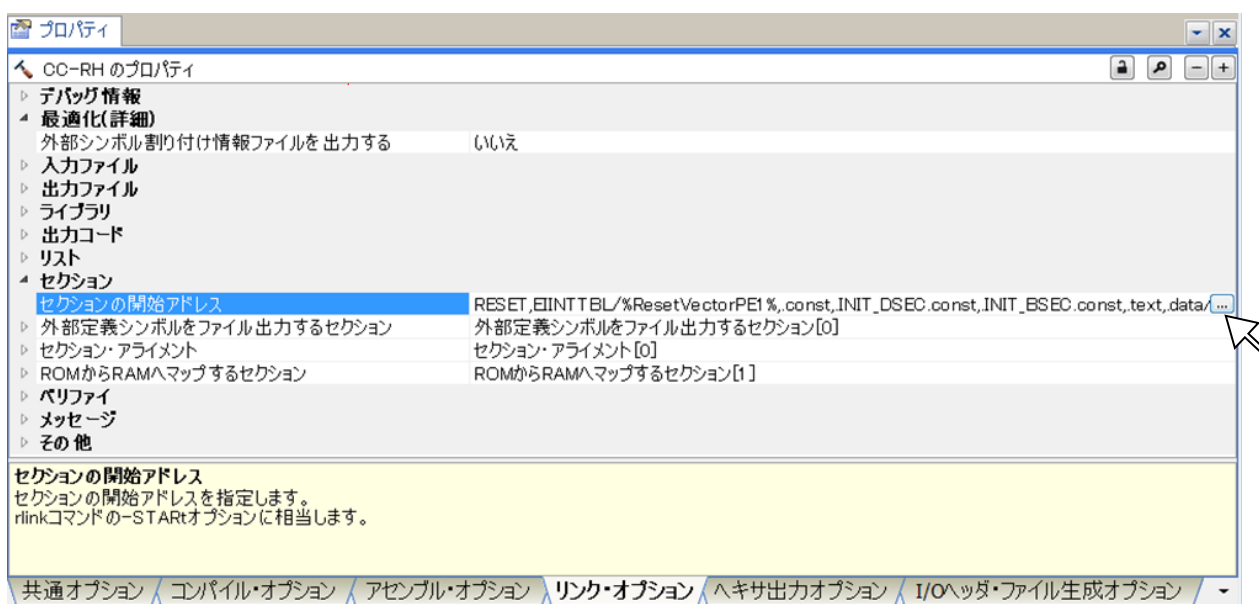 プロパティ
CC-RH のプロパティ
デバッグ情報
最適化(詳細)
外部シンボル割り付け情報ファイルを出力する いいえ
入力ファイル
出力ファイル
ライブラリ
出力コード
リスト
セクション
セクションの開始アドレス RESET,EIINTTBL/%ResetVectorPE1%,.const,.INIT_DSEC.const,.INIT_BSEC.const,.text,.data/ ...
外部定義シンボルをファイル出力するセクション 外部定義シンボルをファイル出力するセクション[0]
セクション・アライメント セクション・アライメント[0]
ROMからRAMへマップするセクション ROMからRAMへマップするセクション[1]
ベリファイ
メッセージ
その他
セクションの開始アドレス
セクションの開始アドレスを指定します。
rlinkコマンドの-STARtオプションに相当します。
共通オプション コンパイル・オプション アセンブル・オプション リンク・オプション ヘキサ出力オプション I/Oヘッダ・ファイル生成オプション